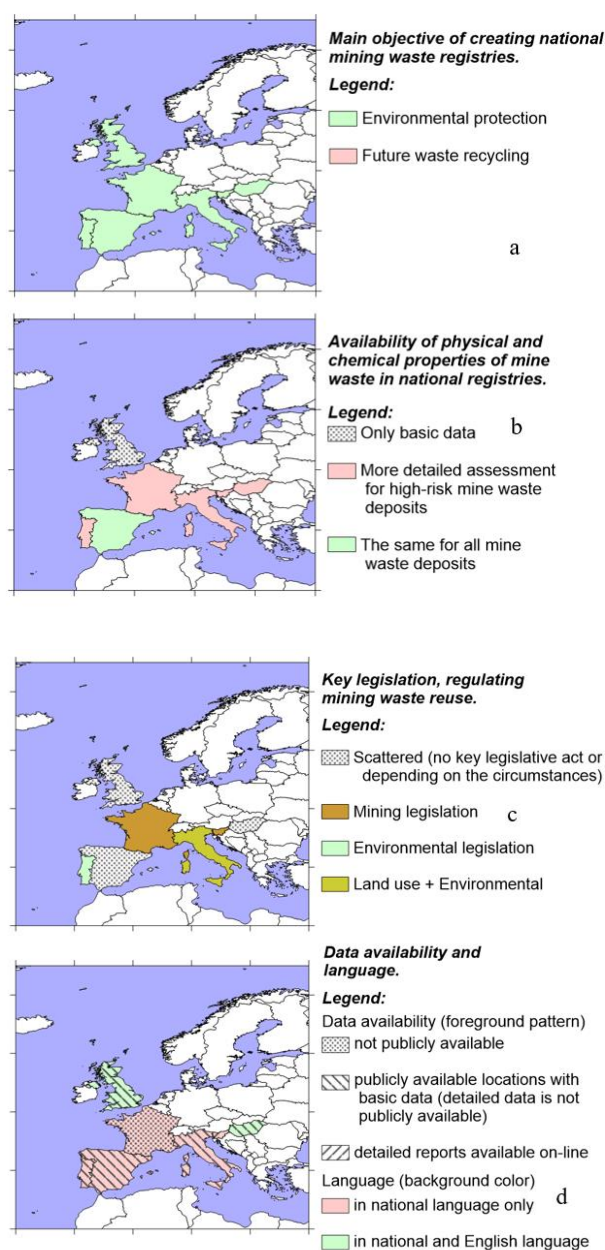 Main objective of creating national
mining waste registries.
Legend:
Environmental protection
Future waste recycling
a
Availability of physical and
chemical properties of mine
waste in national registries.
Legend:
b
Only basic data
More detailed assessment
for high-risk mine waste
deposits
The same for all mine
waste deposits
Key legislation, regulating
mining waste reuse.
Legend:
Scattered (no key legislative act or
depending on the circumstances)
Mining legislation
c
Environmental legislation
Land use + Environmental
Data availability and
language.
Legend:
Data availability (foreground pattern)
not publicly available
publicly available locations with
basic data (detailed data is not
publicly available)
detailed reports available on-line
Language (background color)
in national language only
d
in national and English language